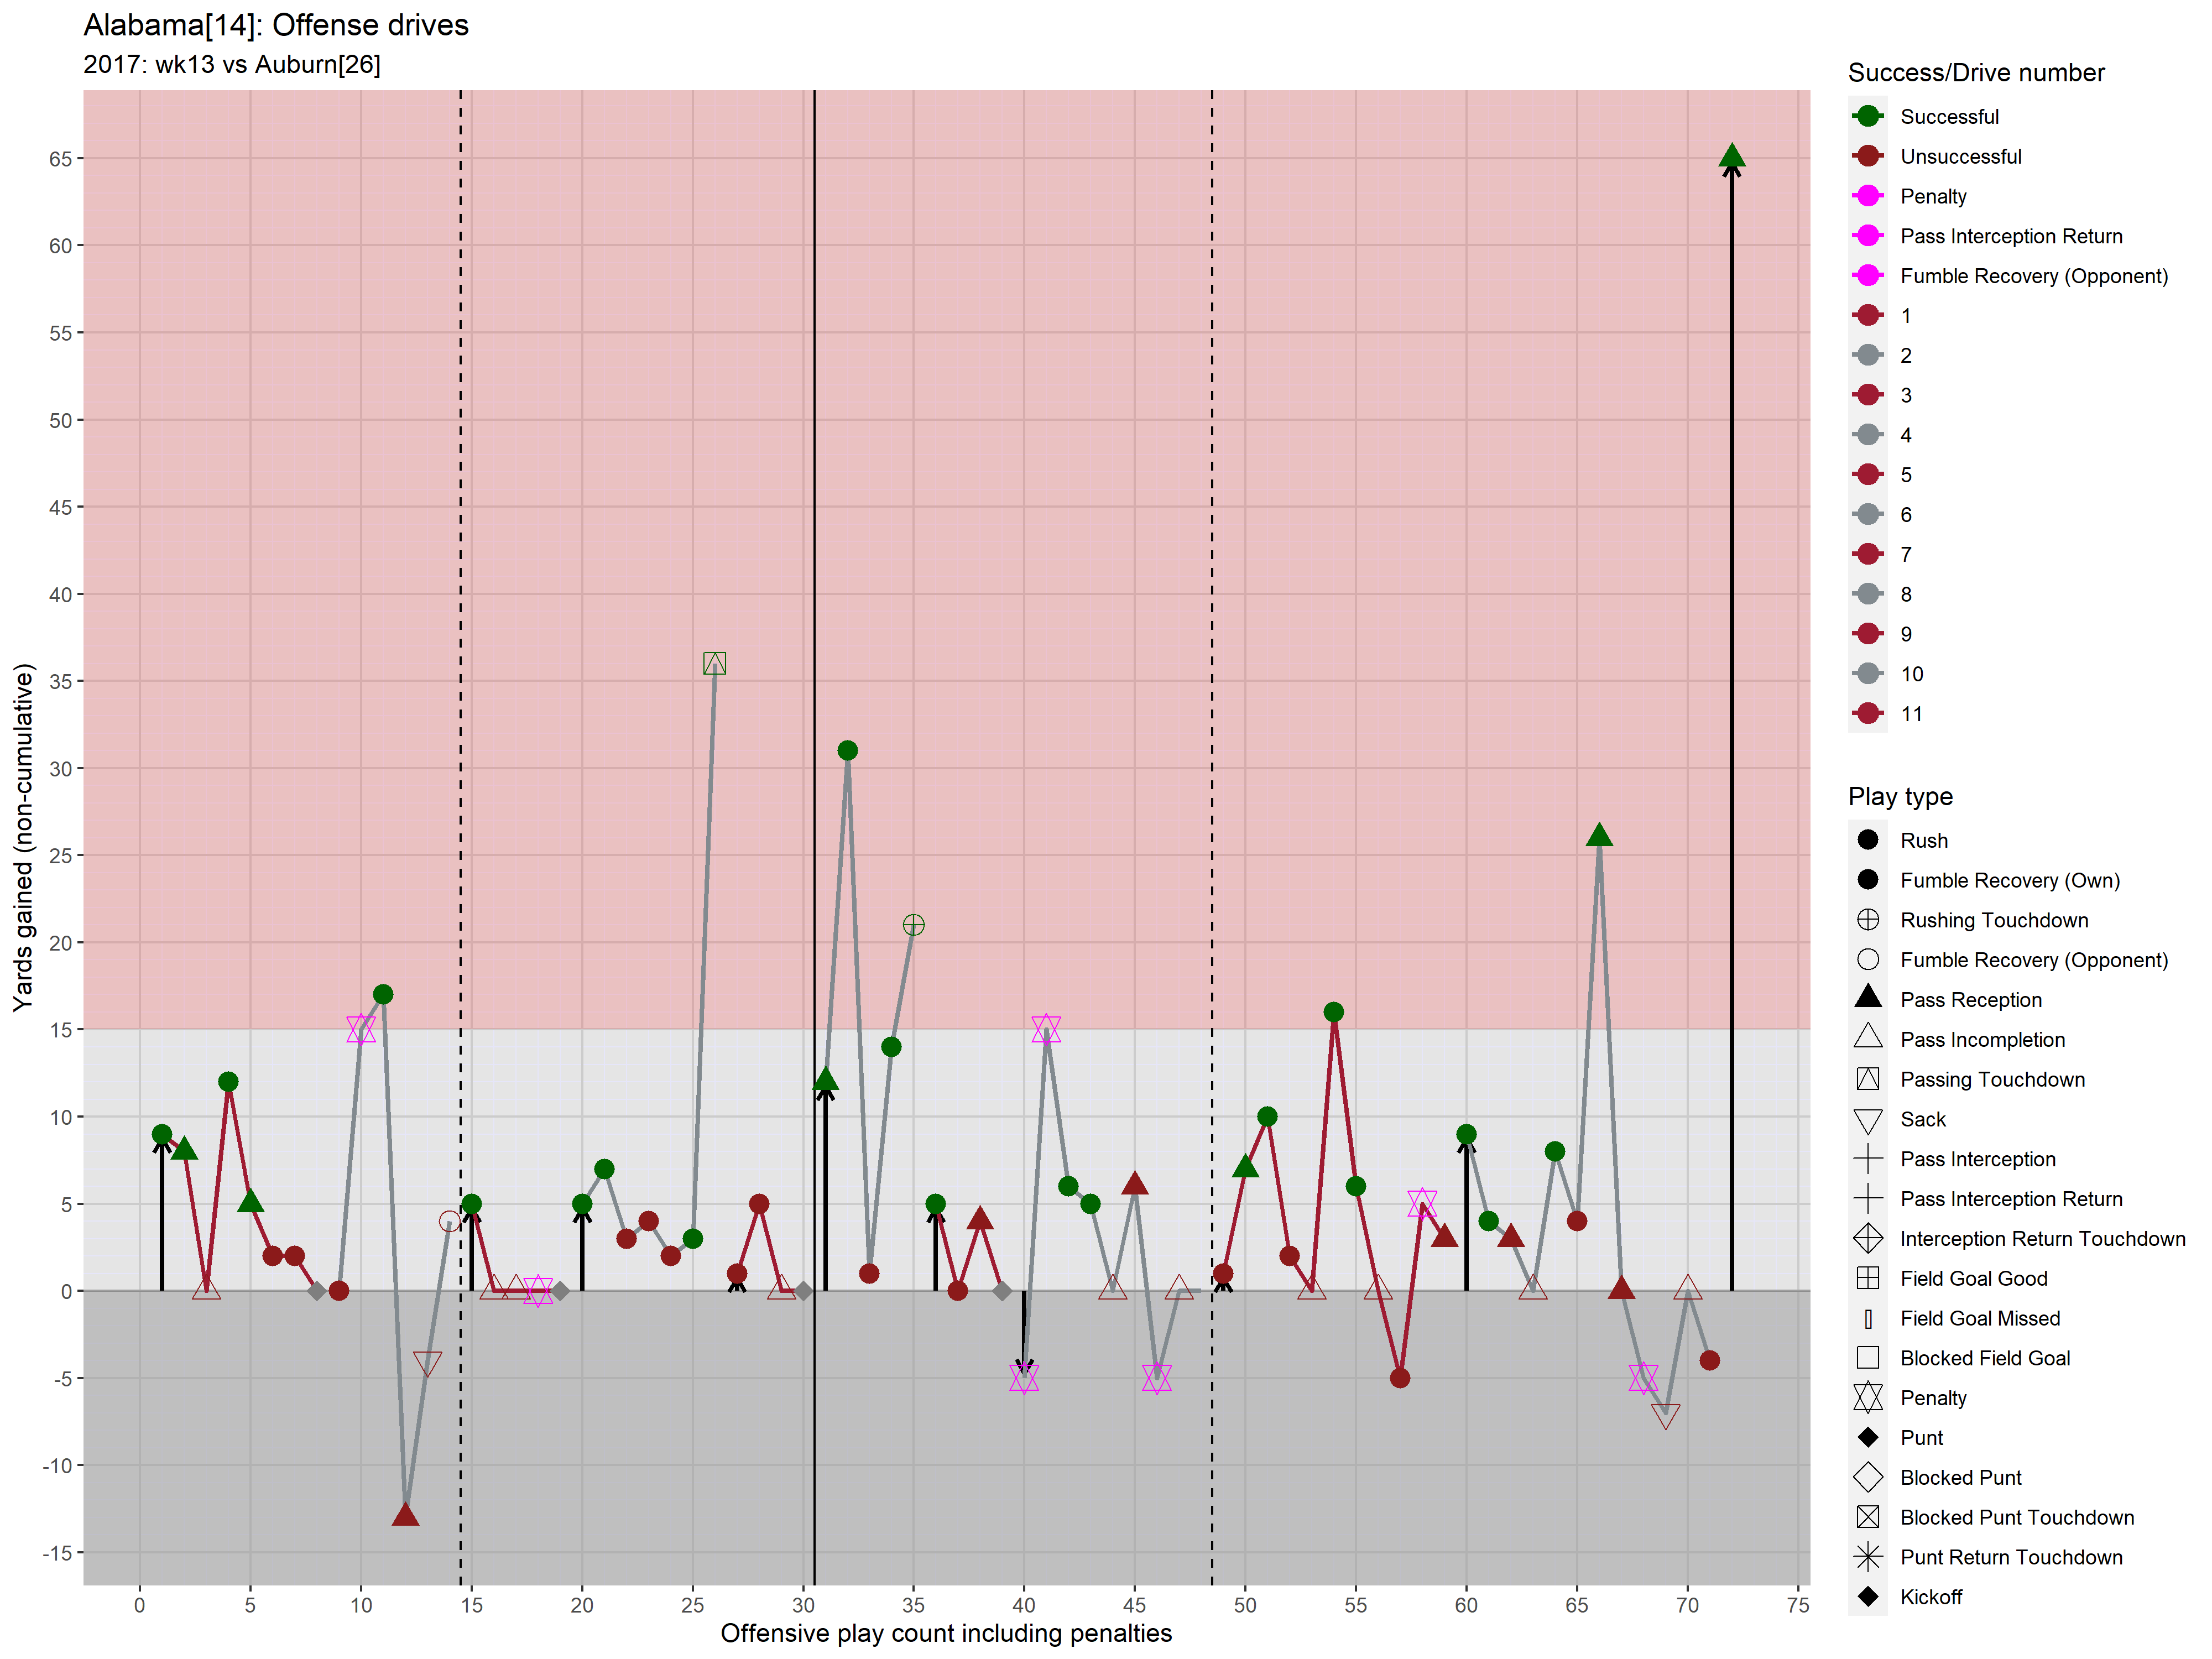 Alabama[14]: Offense drives
2017: wk13 vs Auburn[26]
Yards gained (non-cumulative)
65
60
55
50
45
40
35
30
25
20
15
10
5
0
-5
-10
-15
0 5 10 15 20 25 30 35 40 45 50 55 60 65 70 75
Offensive play count including penalties
Success/Drive number
Successful
Unsuccessful
Penalty
Pass Interception Return
Fumble Recovery (Opponent)
1
2
3
4
5
6
7
8
9
10
11
Play type
Rush
Fumble Recovery (Own)
Rushing Touchdown
Fumble Recovery (Opponent)
Pass Reception
Pass Incompletion
Passing Touchdown
Sack
Pass Interception
Pass Interception Return
Interception Return Touchdown
Field Goal Good
Field Goal Missed
Blocked Field Goal
Penalty
Punt
Blocked Punt
Blocked Punt Touchdown
Punt Return Touchdown
Kickoff